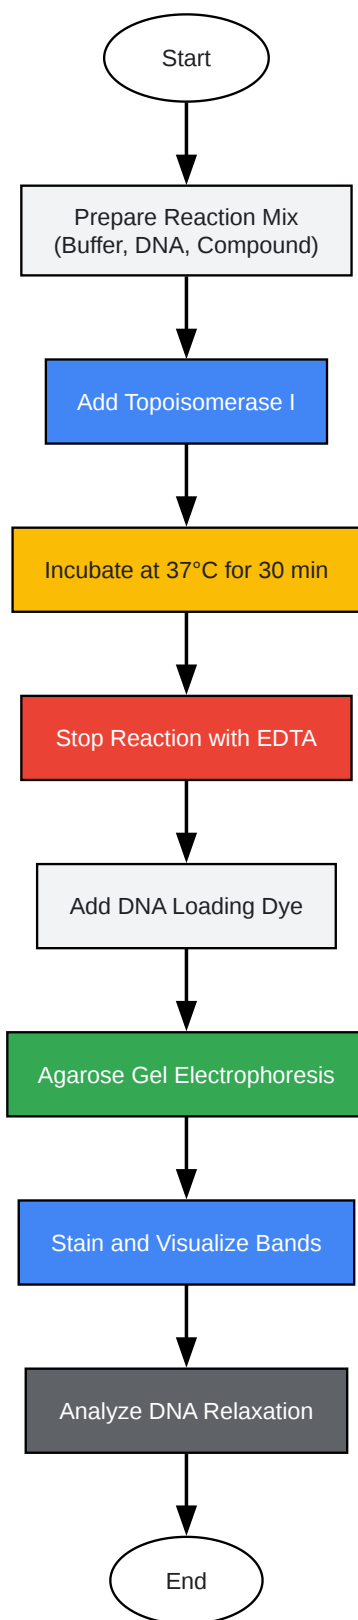 Start
Prepare Reaction Mix
(Buffer, DNA, Compound)
Add Topoisomerase I
Incubate at 37°C for 30 min
Stop Reaction with EDTA
Add DNA Loading Dye
Agarose Gel Electrophoresis
Stain and Visualize Bands
Analyze DNA Relaxation
End